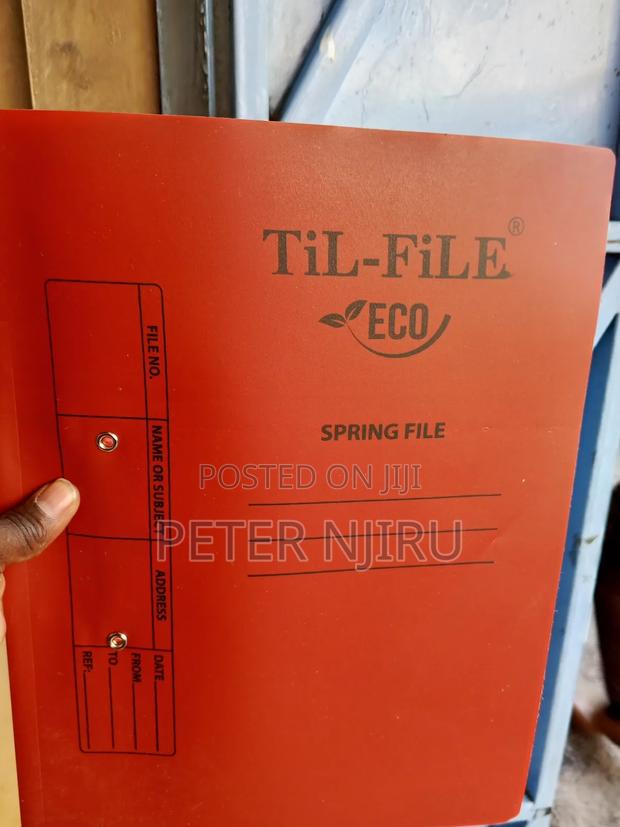 TiL-FiLE®
ECO
SPRING FILE
POSTED ON JIJI
PETER NJIRU
FILE NO.
NAME OR SUBJECT
ADDRESS
DATE
FROM
TO
REF: